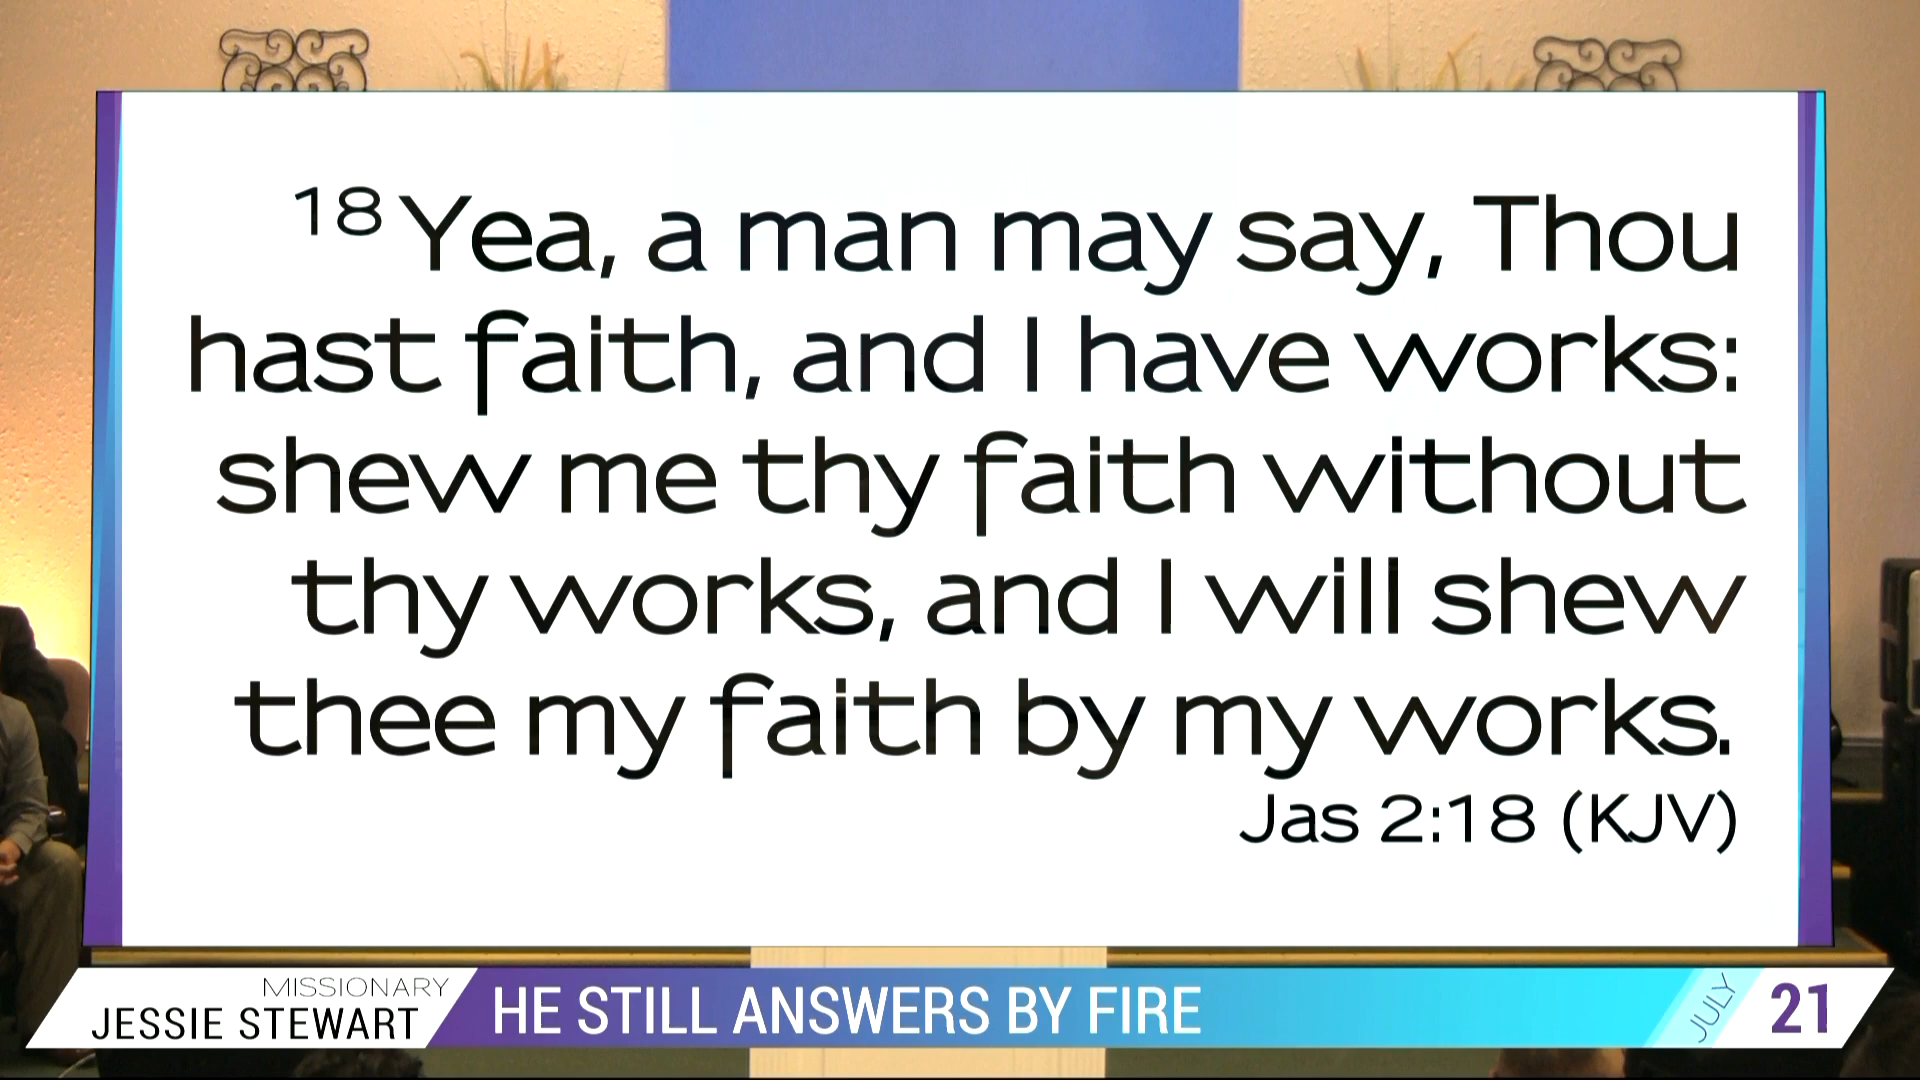 18 Yea, a man may say, Thou
hast faith, and I have works:
shew me thy faith without
thy works, and I will shew
thee my faith by my works.
Jas 2:18 (KJV)
MISSIONARY
JESSIE STEWART
HE STILL ANSWERS BY FIRE
JULY
21